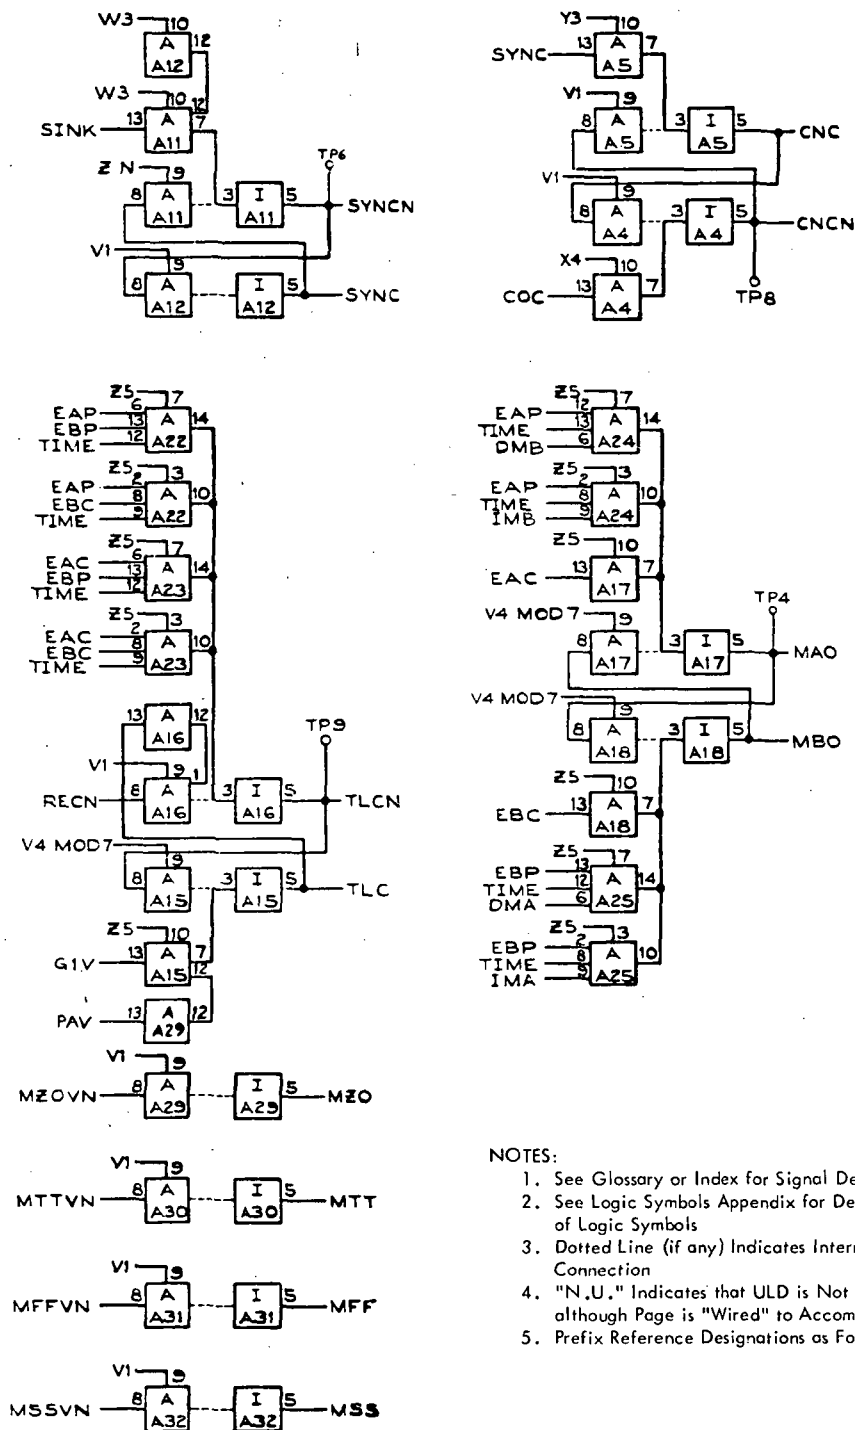 W3
10
A
A12
12
W3
10
12
SINK
13
A
A11
7
TP6
Z N
9
8
A
A11
3
I
A11
5
SYNCN
V1
9
8
A
A12
I
A12
5
SYNC
Y3
10
SYNC
13
A
A5
7
V1
9
8
A
A5
3
I
A5
5
CNC
V1
9
8
A
A4
3
I
A4
5
CNCN
X4
10
COC
13
A
A4
7
TP8
Z5
7
EAP
6
EBP
13
TIME
12
A
A22
14
Z5
3
EAP
2
EBC
8
TIME
9
A
A22
10
Z5
7
EAC
6
EBP
13
TIME
12
A
A23
14
Z5
3
EAC
2
EBC
8
TIME
9
A
A23
10
13
A
A16
12
TP9
V1
9
1
RECN
8
A
A16
3
I
A16
5
TLCN
V4 MOD7
9
8
A
A15
3
I
A15
5
TLC
Z5
10
G1V
13
A
A15
7
12
PAV
13
A
A29
12
V1
9
MZOVN
8
A
A29
I
A29
5
MZO
V1
9
MTTVN
8
A
A30
I
A30
5
MTT
V1
9
MFFVN
8
A
A31
I
A31
5
MFF
V1
9
MSSVN
8
A
A32
I
A32
5
MSS
Z5
7
EAP
12
TIME
13
DMB
6
A
A24
14
Z5
3
EAP
2
TIME
8
IMB
9
A
A24
10
Z5
10
EAC
13
A
A17
7
TP4
V4 MOD7
9
8
A
A17
3
I
A17
5
MAO
V4 MOD7
9
8
A
A18
3
I
A18
5
MBO
Z5
10
EBC
13
A
A18
7
Z5
7
EBP
13
TIME
12
DMA
6
A
A25
14
Z5
3
EBP
2
TIME
8
IMA
9
A
A25
10
NOTES:
1. See Glossary or Index for Signal De
2. See Logic Symbols Appendix for De
of Logic Symbols
3. Dotted Line (if any) Indicates Inter
Connection
4. "N.U." Indicates that ULD is Not
although Page is "Wired" to Accom
5. Prefix Reference Designations as Fo